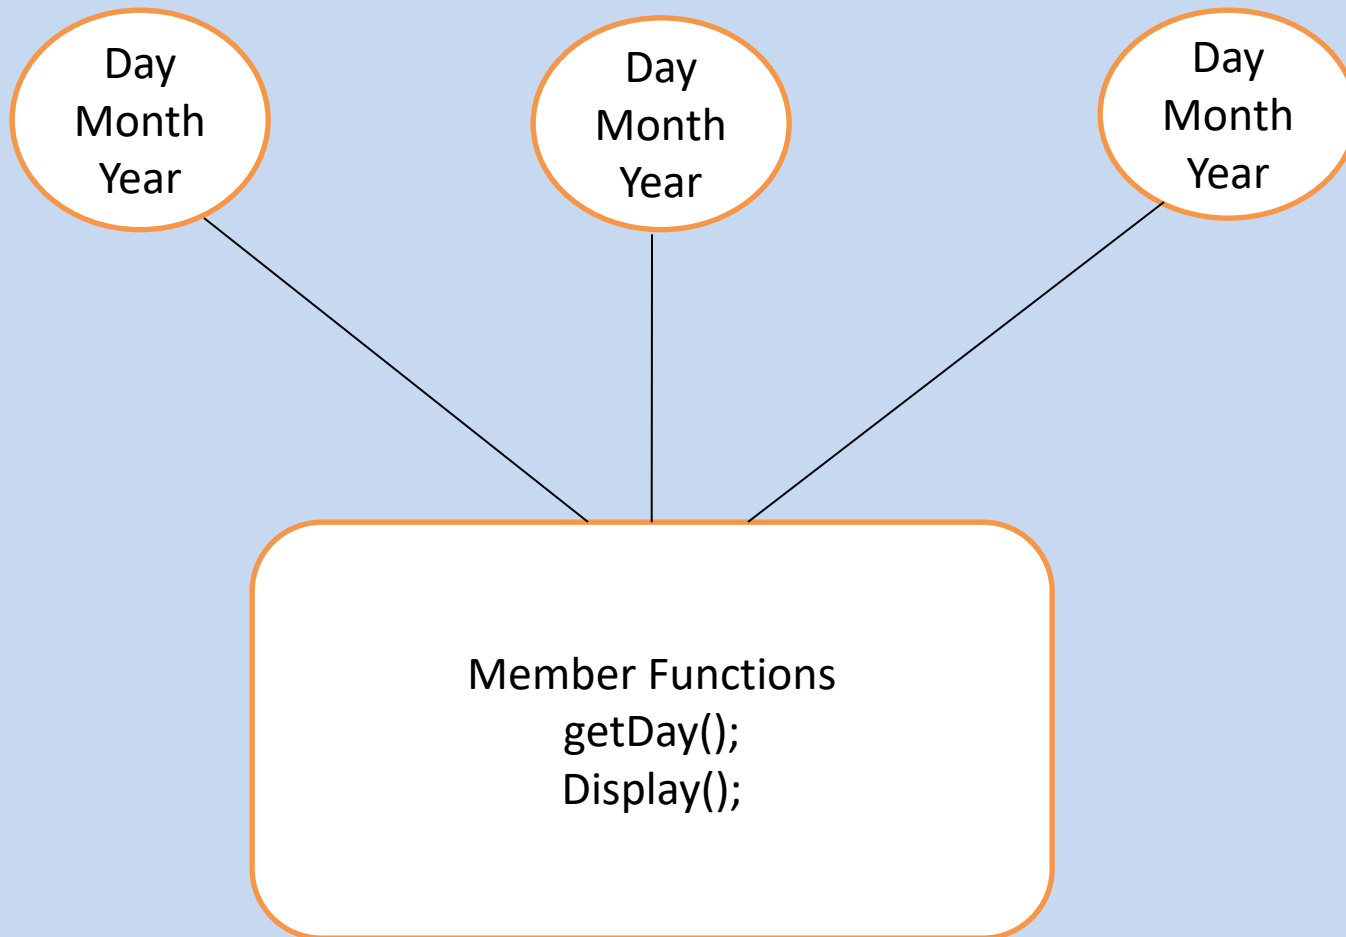 Day
Month
Year
Day
Month
Year
Day
Month
Year
Member Functions
getDay();
Display();